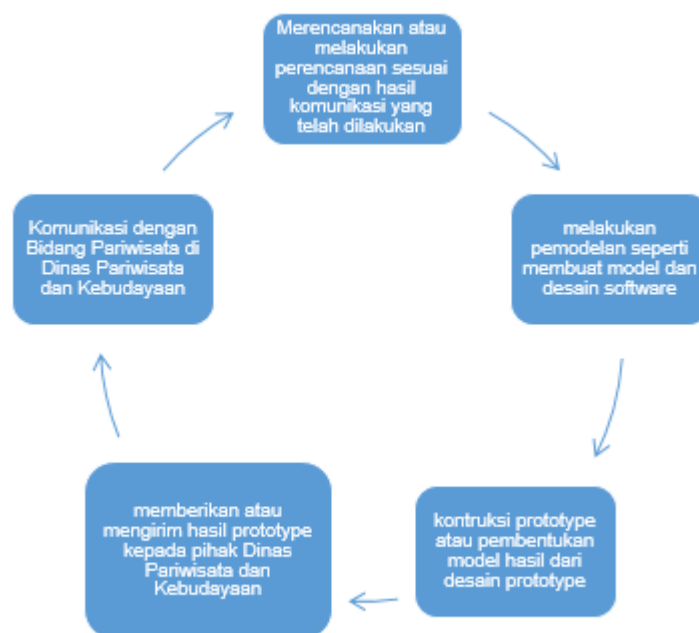 Merencanakan atau
melakukan
perencanaan sesuai
dengan hasil
komunikasi yang
telah dilakukan
melakukan
pemodelan seperti
membuat model dan
desain software
kontruksi prototype
atau pembentukan
model hasil dari
desain prototype
memberikan atau
mengirim hasil prototype
kepada pihak Dinas
Pariwisata dan
Kebudayaan
Komunikasi dengan
Bidang Pariwisata di
Dinas Pariwisata
dan Kebudayaan